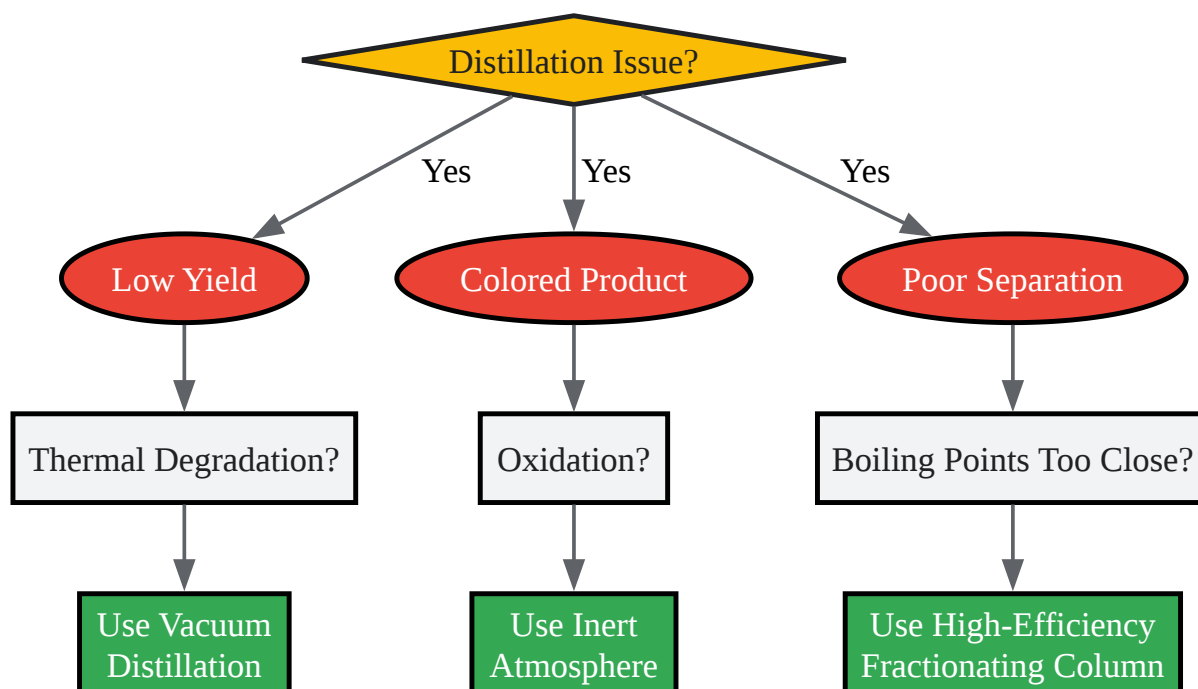 Distillation Issue?
Yes
Yes
Yes
Low Yield
Colored Product
Poor Separation
Thermal Degradation?
Oxidation?
Boiling Points Too Close?
Use Vacuum
Distillation
Use Inert
Atmosphere
Use High-Efficiency
Fractionating Column